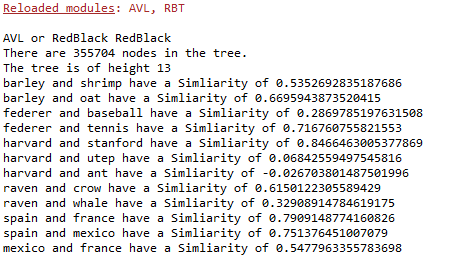 Reloaded modules: AVL, RBT
AVL or RedBlack RedBlack
There are 355704 nodes in the tree.
The tree is of height 13
barley and shrimp have a Simliarity of 0.5352692835187686
barley and oat have a Simliarity of 0.6695943873520415
federer and baseball have a Simliarity of 0.2869785197631508
federer and tennis have a Simliarity of 0.716760755821553
harvard and stanford have a Simliarity of 0.8466463005377869
harvard and utep have a Simliarity of 0.06842559497545816
harvard and ant have a Simliarity of -0.026703801487501996
raven and crow have a Simliarity of 0.6150122305589429
raven and whale have a Simliarity of 0.32908914784619175
spain and france have a Simliarity of 0.7909148774160826
spain and mexico have a Simliarity of 0.751376451007079
mexico and france have a Simliarity of 0.5477963355783698